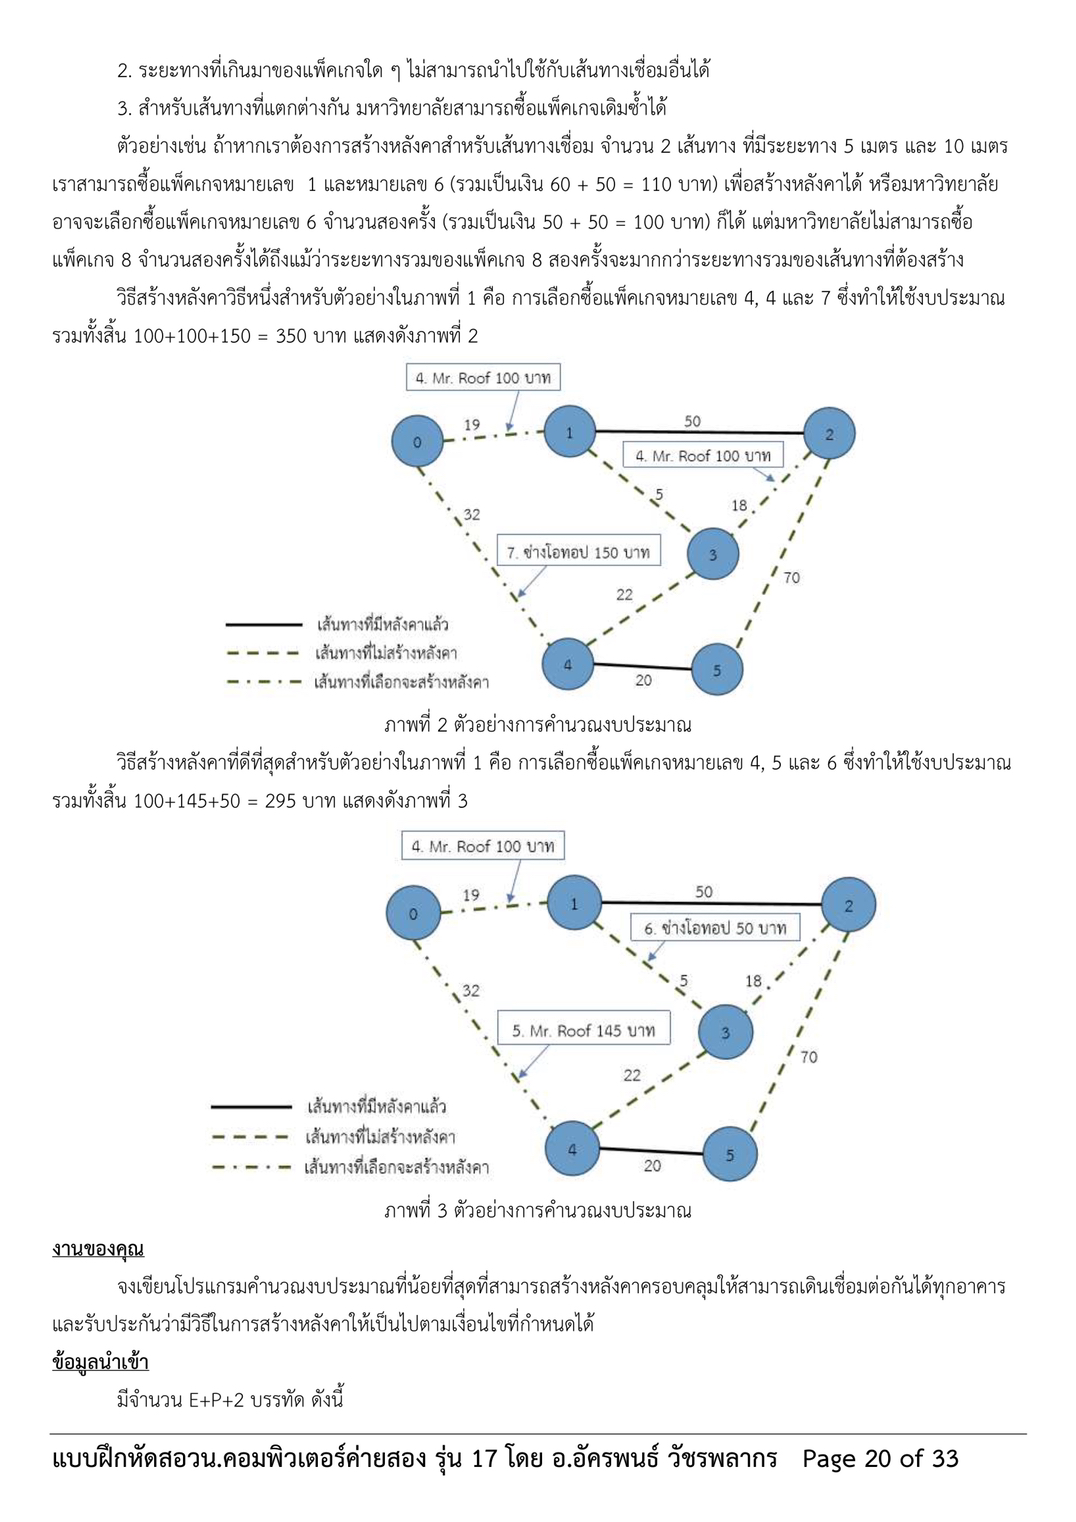 2. ระยะทางที่เกินมาของแพ็คเกจใด ๆ ไม่สามารถนำไปใช้กับเส้นทางเชื่อมอื่นได้
3. สำหรับเส้นทางที่แตกต่างกัน มหาวิทยาลัยสามารถซื้อแพ็คเกจเดิมซ้ำได้
ตัวอย่างเช่น ถ้าหากเราต้องการสร้างหลังคาสำหรับเส้นทางเชื่อม จำนวน 2 เส้นทาง ที่มีระยะทาง 5 เมตร และ 10 เมตร
เราสามารถซื้อแพ็คเกจหมายเลข 1 และหมายเลข 6 (รวมเป็นเงิน 60 + 50 = 110 บาท) เพื่อสร้างหลังคาได้ หรือมหาวิทยาลัย
อาจจะเลือกซื้อแพ็คเกจหมายเลข 6 จำนวนสองครั้ง (รวมเป็นเงิน 50 + 50 = 100 บาท) ก็ได้ แต่มหาวิทยาลัยไม่สามารถซื้อ
แพ็คเกจ 8 จำนวนสองครั้งได้ถึงแม้ว่าระยะทางรวมของแพ็คเกจ 8 สองครั้งจะมากกว่าระยะทางรวมของเส้นทางที่ต้องสร้าง
วิธีสร้างหลังคาวิธีหนึ่งสำหรับตัวอย่างในภาพที่ 1 คือ การเลือกซื้อแพ็คเกจหมายเลข 4, 4 และ 7 ซึ่งทำให้ใช้งบประมาณ
รวมทั้งสิ้น 100+100+150 = 350 บาท แสดงดังภาพที่ 2
4. Mr. Roof 100 บาท
0
19
1
50
2
4. Mr. Roof 100 บาท
5
18
32
7. ช่างโอทอป 150 บาท
3
70
22
4
20
5
เส้นทางที่มีหลังคาแล้ว
เส้นทางที่ไม่สร้างหลังคา
เส้นทางที่เลือกจะสร้างหลังคา
ภาพที่ 2 ตัวอย่างการคำนวณงบประมาณ
วิธีสร้างหลังคาที่ดีที่สุดสำหรับตัวอย่างในภาพที่ 1 คือ การเลือกซื้อแพ็คเกจหมายเลข 4, 5 และ 6 ซึ่งทำให้ใช้งบประมาณ
รวมทั้งสิ้น 100+145+50 = 295 บาท แสดงดังภาพที่ 3
4. Mr. Roof 100 บาท
0
19
1
50
2
6. ช่างโอทอป 50 บาท
5
18
32
5. Mr. Roof 145 บาท
3
70
22
4
20
5
เส้นทางที่มีหลังคาแล้ว
เส้นทางที่ไม่สร้างหลังคา
เส้นทางที่เลือกจะสร้างหลังคา
ภาพที่ 3 ตัวอย่างการคำนวณงบประมาณ
งานของคุณ
จงเขียนโปรแกรมคำนวณงบประมาณที่น้อยที่สุดที่สามารถสร้างหลังคาครอบคลุมให้สามารถเดินเชื่อมต่อกันได้ทุกอาคาร
และรับประกันว่ามีวิธีในการสร้างหลังคาให้เป็นไปตามเงื่อนไขที่กำหนดได้
ข้อมูลนำเข้า
มีจำนวน E+P+2 บรรทัด ดังนี้
แบบฝึกหัดสอวน.คอมพิวเตอร์ค่ายสอง รุ่น 17 โดย อ.อัครพนธ์ วัชรพลากร Page 20 of 33